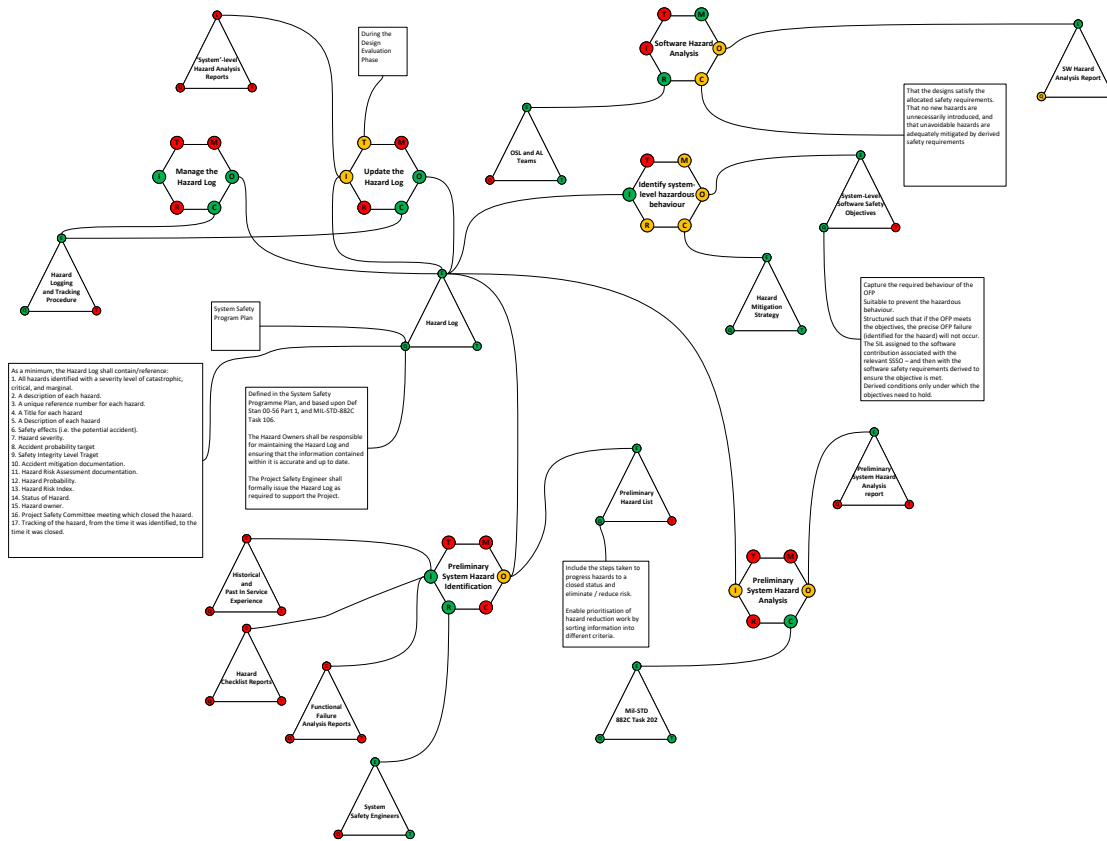 T
M
Software Hazard
Analysis
I
O
R
C
'System'-level
Hazard Analysis
Reports
During the
Design
Evaluation
Phase
SW Hazard
Analysis Report
That the designs satisfy the
allocated safety requirements.
That no new hazards are
unnecessarily introduced, and
that unavoidable hazards are
adequately mitigated by derived
safety requirements
OSL and AL
Teams
T
M
Manage the
Hazard Log
I
O
R
C
T
M
Update the
Hazard Log
I
O
R
C
T
M
Identify system-
level hazardous
behaviour
I
O
R
C
System-Level
Software Safety
Objectives
Hazard
Logging
and Tracking
Procedure
Hazard
Mitigation
Strategy
Capture the required behaviour of the
OFP
Suitable to prevent the hazardous
behaviour.
Structured such that if the OFP meets
the objectives, the precise OFP failure
(identified for the hazard) will not occur.
The SIL assigned to the software
contribution associated with the
relevant SSSO – and then with the
software safety requirements derived to
ensure the objective is met.
Derived conditions only under which the
objectives need to hold.
System Safety
Program Plan
Hazard Log
As a minimum, the Hazard Log shall contain/reference:
1. All hazards identified with a severity level of catastrophic,
critical, and marginal.
2. A description of each hazard.
3. A unique reference number for each hazard.
4. A Title for each hazard
5. A Description of each hazard
6. Safety effects (i.e. the potential accident).
7. Hazard severity.
8. Accident probability target
9. Safety Integrity Level Traget
10. Accident mitigation documentation.
11. Hazard Risk Assessment documentation.
12. Hazard Probability.
13. Hazard Risk Index.
14. Status of Hazard.
15. Hazard owner.
16. Project Safety Committee meeting which closed the hazard.
17. Tracking of the hazard, from the time it was identified, to the
time it was closed.
Defined in the System Safety
Programme Plan, and based upon Def
Stan 00-56 Part 1, and MIL-STD-882C
Task 106.
The Hazard Owners shall be responsible
for maintaining the Hazard Log and
ensuring that the information contained
within it is accurate and up to date.
The Project Safety Engineer shall
formally issue the Hazard Log as
required to support the Project.
Preliminary
Hazard List
Preliminary
System Hazard
Analysis
report
Historical
and
Past In Service
Experience
T
M
Preliminary
System Hazard
Identification
I
O
R
C
Include the steps taken to
progress hazards to a
closed status and
eliminate / reduce risk.
Enable prioritisation of
hazard reduction work by
sorting information into
different criteria.
T
M
Preliminary
System Hazard
Analysis
I
O
R
C
Hazard
Checklist Reports
Functional
Failure
Analysis Reports
Mil-STD
882C Task 202
System
Safety Engineers